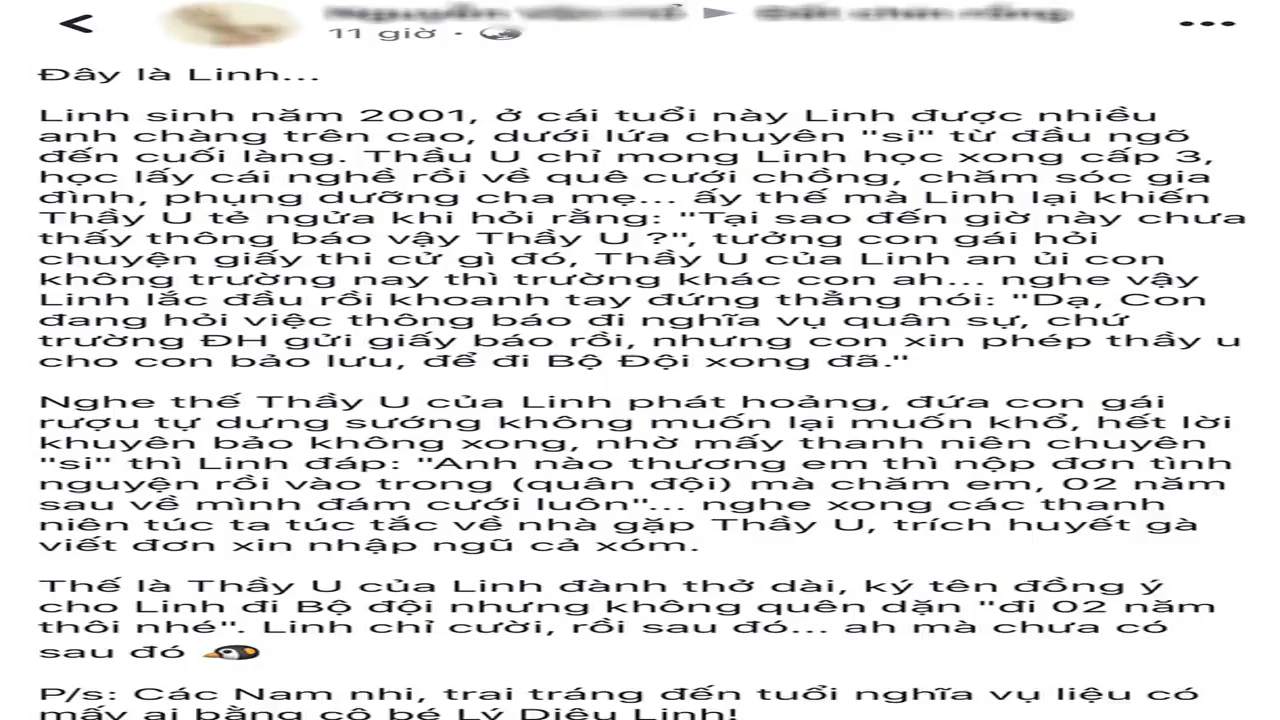 11 giờ ·
Đây là Linh...
Linh sinh năm 2001, ở cái tuổi này Linh được nhiều
anh chàng trên cao, dưới lứa chuyên "si" từ đầu ngõ
đến cuối làng. Thầu U chỉ mong Linh học xong cấp 3,
học lấy cái nghề rồi về quê cưới chồng, chăm sóc gia
đình, phụng dưỡng cha mẹ... ấy thế mà Linh lại khiến
Thầy U tẻ ngửa khi hỏi rằng: "Tại sao đến giờ này chưa
thấy thông báo vậy Thầy U ?", tưởng con gái hỏi
chuyện giấy thi cử gì đó, Thầy U của Linh an ủi con
không trường nay thì trường khác con ah... nghe vậy
Linh lắc đầu rồi khoanh tay đứng thẳng nói: "Dạ, Con
đang hỏi việc thông báo đi nghĩa vụ quân sự, chứ
trường ĐH gửi giấy báo rồi, nhưng con xin phép thầy u
cho con bảo lưu, để đi Bộ Đội xong đã."
Nghe thế Thầy U của Linh phát hoảng, đứa con gái
rượu tự dưng sướng không muốn lại muốn khổ, hết lời
khuyên bảo không xong, nhờ mấy thanh niên chuyên
"si" thì Linh đáp: "Anh nào thương em thì nộp đơn tình
nguyện rồi vào trong (quân đội) mà chăm em, 02 năm
sau về mình đám cưới luôn"... nghe xong các thanh
niên túc ta túc tắc về nhà gặp Thầy U, trích huyết gà
viết đơn xin nhập ngũ cả xóm.
Thế là Thầy U của Linh đành thở dài, ký tên đồng ý
cho Linh đi Bộ đội nhưng không quên dặn "đi 02 năm
thôi nhé". Linh chỉ cười, rồi sau đó... ah mà chưa có
sau đó
P/s: Các Nam nhi, trai tráng đến tuổi nghĩa vụ liệu có
mấy ai bằng cô bé Lý Diệu Linh!